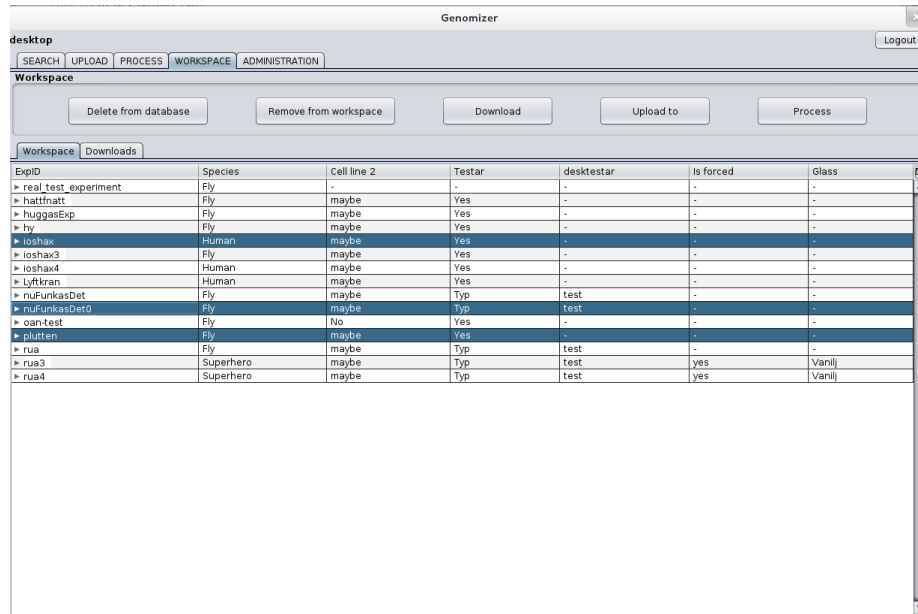 Genomizer
desktop
Logout
SEARCH UPLOAD PROCESS WORKSPACE ADMINISTRATION
Workspace
Delete from database Remove from workspace Download Upload to Process
Workspace Downloads
ExpID Species Cell line 2 Testar desktestar Is forced Glass
real_test_experiment Fly - - - - -
hattfnatt Fly maybe Yes - - -
huggasExp Fly maybe Yes - - -
hy Fly maybe Yes - - -
ioshax Human maybe Yes - - -
ioshax3 Fly maybe Yes - - -
ioshax4 Human maybe Yes - - -
Lyftkran Human maybe Yes - - -
nuFunkasDet Fly maybe Typ test - -
nuFunkasDet0 Fly maybe Typ test - -
oan-test Fly No Yes - - -
plutten Fly maybe Yes - - -
rua Fly maybe Typ test - -
rua3 Superhero maybe Typ test yes Vanilj
rua4 Superhero maybe Typ test yes Vanilj